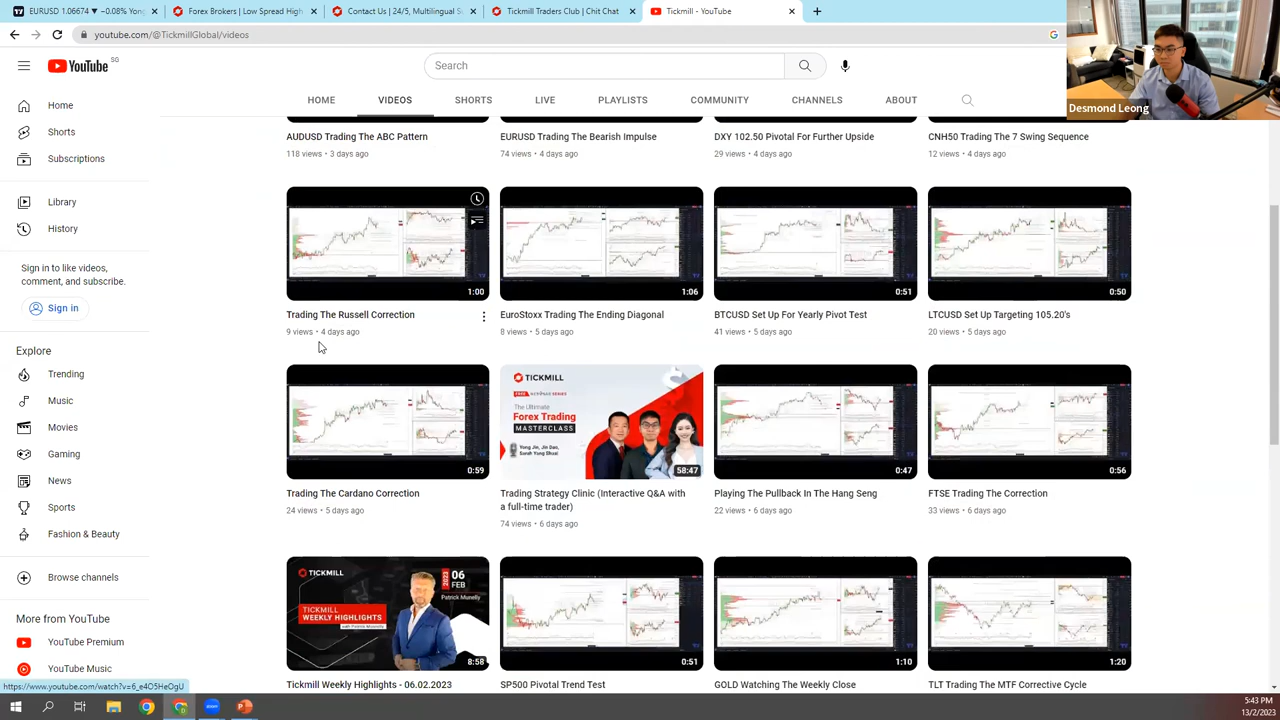 EURUSD 1.06674 ▼ −0.08% Yong
Forex Brokers | Low Spread High
Contact Us | 24/5, Multilingual S
Tickmill Traders Club | Chit Chat
Tickmill - YouTube
youtube.com/@TickmillGlobal/videos
Desmond Leong
YouTube SG
Search
HOME
VIDEOS
SHORTS
LIVE
PLAYLISTS
COMMUNITY
CHANNELS
ABOUT
Home
Shorts
Subscriptions
Library
History
Sign in to like videos,
comment, and subscribe.
Sign in
Explore
Trending
Music
Movies
Gaming
News
Sports
Fashion & Beauty
Browse channels
More from YouTube
YouTube Premium
YouTube Music
https://www.youtube.com/watch?v=6_e4O5HeOgU
AUDUSD Trading The ABC Pattern
118 views • 3 days ago
EURUSD Trading The Bearish Impulse
74 views • 4 days ago
DXY 102.50 Pivotal For Further Upside
29 views • 4 days ago
CNH50 Trading The 7 Swing Sequence
12 views • 4 days ago
1:00
Trading The Russell Correction
9 views • 4 days ago
1:06
EuroStoxx Trading The Ending Diagonal
8 views • 5 days ago
0:51
BTCUSD Set Up For Yearly Pivot Test
41 views • 5 days ago
0:50
LTCUSD Set Up Targeting 105.20's
20 views • 5 days ago
0:59
Trading The Cardano Correction
24 views • 5 days ago
TICKMILL
The Ultimate
Forex Trading
MASTERCLASS
58:47
Trading Strategy Clinic (Interactive Q&A with
a full-time trader)
74 views • 6 days ago
0:47
Playing The Pullback In The Hang Seng
22 views • 6 days ago
0:56
FTSE Trading The Correction
33 views • 6 days ago
TICKMILL
2023
06
FEB
Patrick Munnelly
TICKMILL
WEEKLY HIGHLIGHTS
8:58
Tickmill Weekly Highlights - 06.02.2023
0:51
SP500 Pivotal Trend Test
1:10
GOLD Watching The Weekly Close
1:20
TLT Trading The MTF Corrective Cycle
5:43 PM
13/2/2023